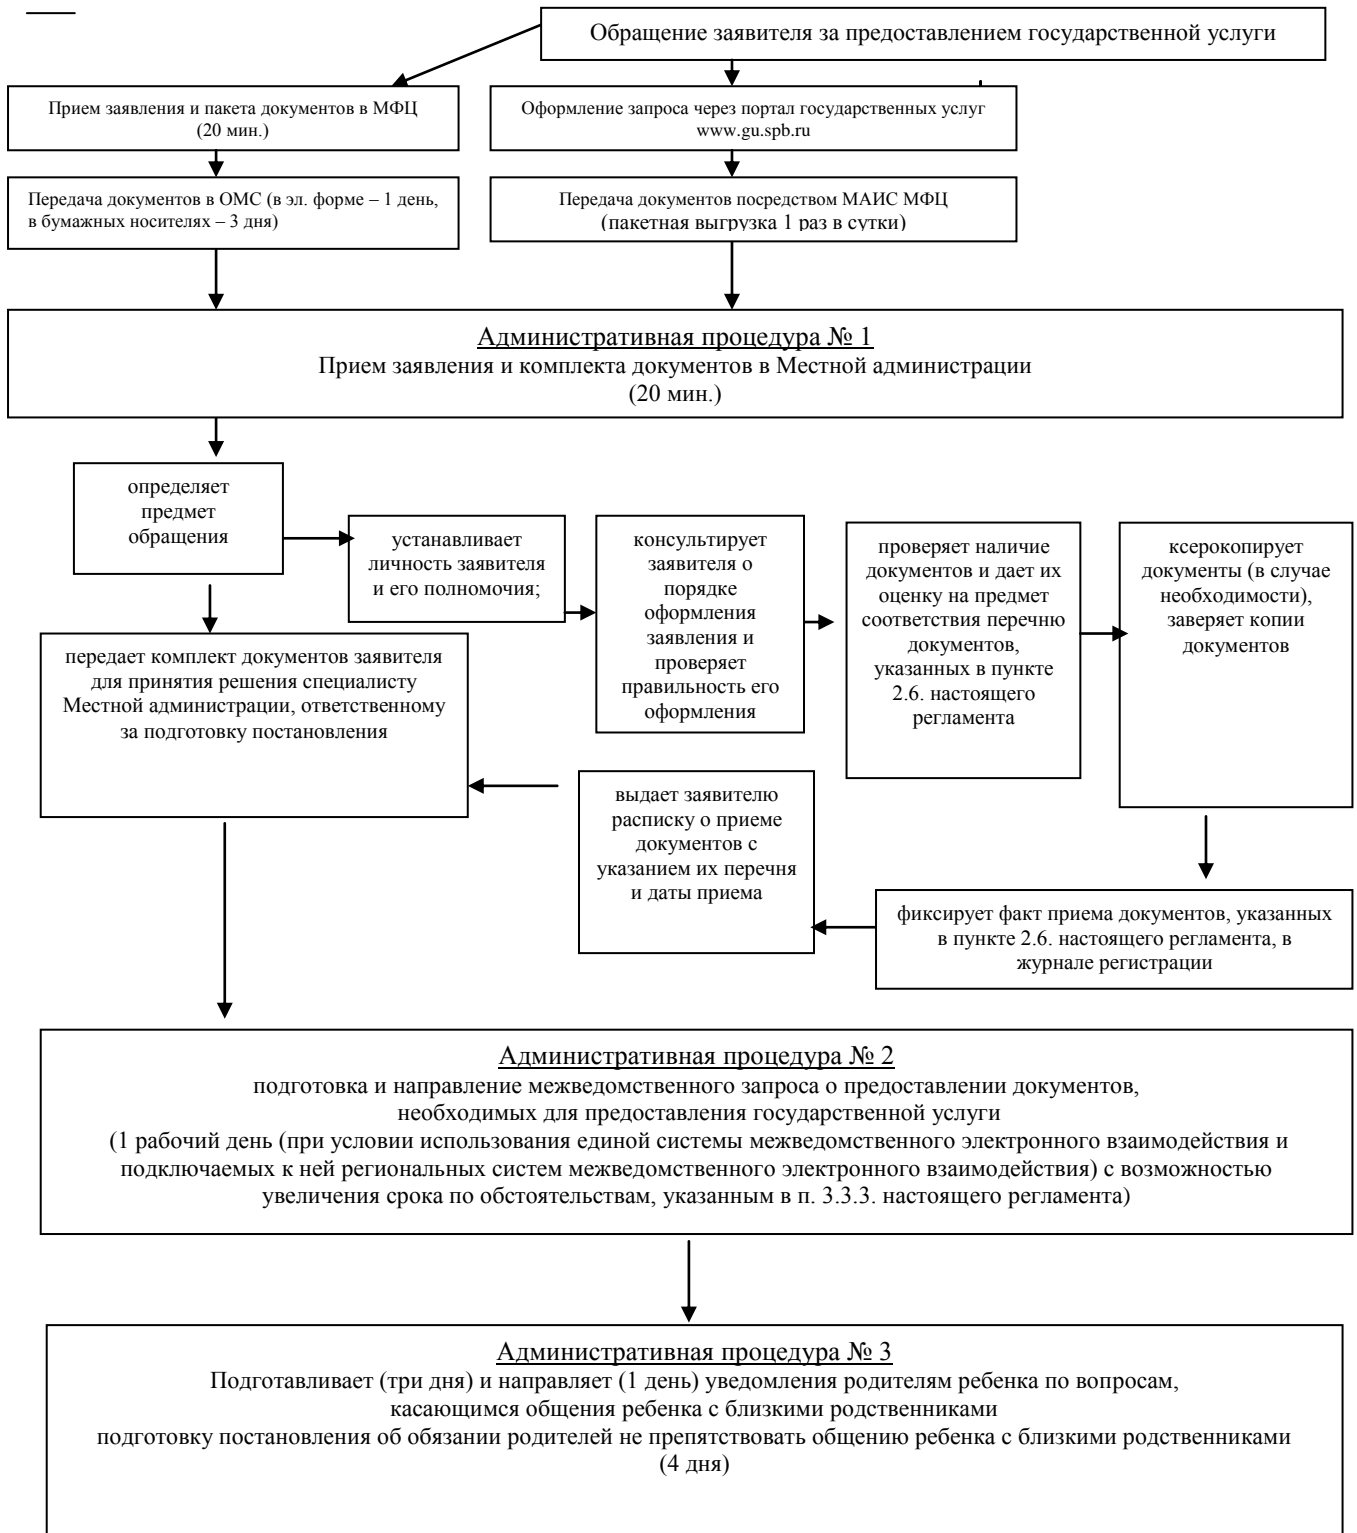 Обращение заявителя за предоставлением государственной услуги
Прием заявления и пакета документов в МФЦ
(20 мин.)
Оформление запроса через портал государственных услуг
www.gu.spb.ru
Передача документов в ОМС (в эл. форме – 1 день,
в бумажных носителях – 3 дня)
Передача документов посредством МАИС МФЦ
(пакетная выгрузка 1 раз в сутки)
Административная процедура № 1
Прием заявления и комплекта документов в Местной администрации
(20 мин.)
определяет
предмет
обращения
устанавливает
личность заявителя
и его полномочия;
консультирует
заявителя о
порядке
оформления
заявления и
проверяет
правильность его
оформления
проверяет наличие
документов и дает их
оценку на предмет
соответствия перечню
документов,
указанных в пункте
2.6. настоящего
регламента
ксерокопирует
документы (в случае
необходимости),
заверяет копии
документов
передает комплект документов заявителя
для принятия решения специалисту
Местной администрации, ответственному
за подготовку постановления
выдает заявителю
расписку о приеме
документов с
указанием их перечня
и даты приема
фиксирует факт приема документов, указанных
в пункте 2.6. настоящего регламента, в
журнале регистрации
Административная процедура № 2
подготовка и направление межведомственного запроса о предоставлении документов,
необходимых для предоставления государственной услуги
(1 рабочий день (при условии использования единой системы межведомственного электронного взаимодействия и
подключаемых к ней региональных систем межведомственного электронного взаимодействия) с возможностью
увеличения срока по обстоятельствам, указанным в п. 3.3.3. настоящего регламента)
Административная процедура № 3
Подготавливает (три дня) и направляет (1 день) уведомления родителям ребенка по вопросам,
касающимся общения ребенка с близкими родственниками
подготовку постановления об обязании родителей не препятствовать общению ребенка с близкими родственниками
(4 дня)